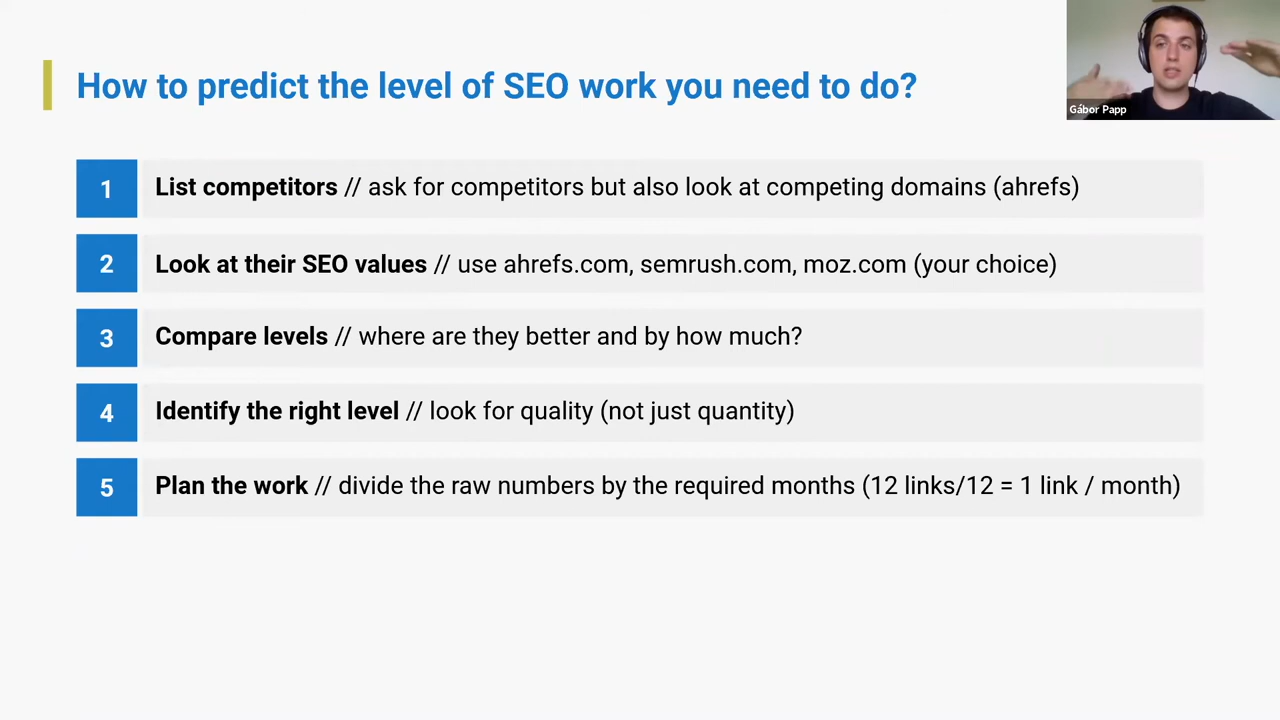 How to predict the level of SEO work you need to do?
Gábor Papp
1 List competitors // ask for competitors but also look at competing domains (ahrefs)
2 Look at their SEO values // use ahrefs.com, semrush.com, moz.com (your choice)
3 Compare levels // where are they better and by how much?
4 Identify the right level // look for quality (not just quantity)
5 Plan the work // divide the raw numbers by the required months (12 links/12 = 1 link / month)